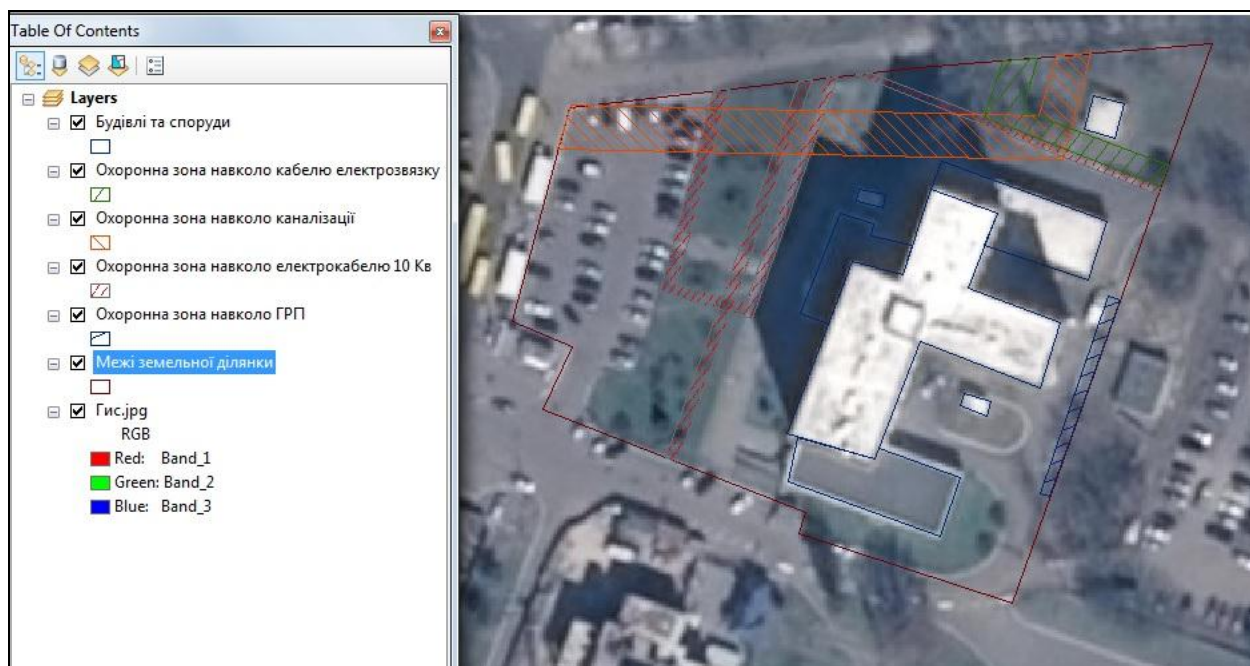 Table Of Contents
Layers
Будівлі та споруди
Охоронна зона навколо кабелю електрозвязку
Охоронна зона навколо каналізації
Охоронна зона навколо електрокабелю 10 Кв
Охоронна зона навколо ГРП
Межі земельної ділянки
Гис.jpg
RGB
Red: Band_1
Green: Band_2
Blue: Band_3